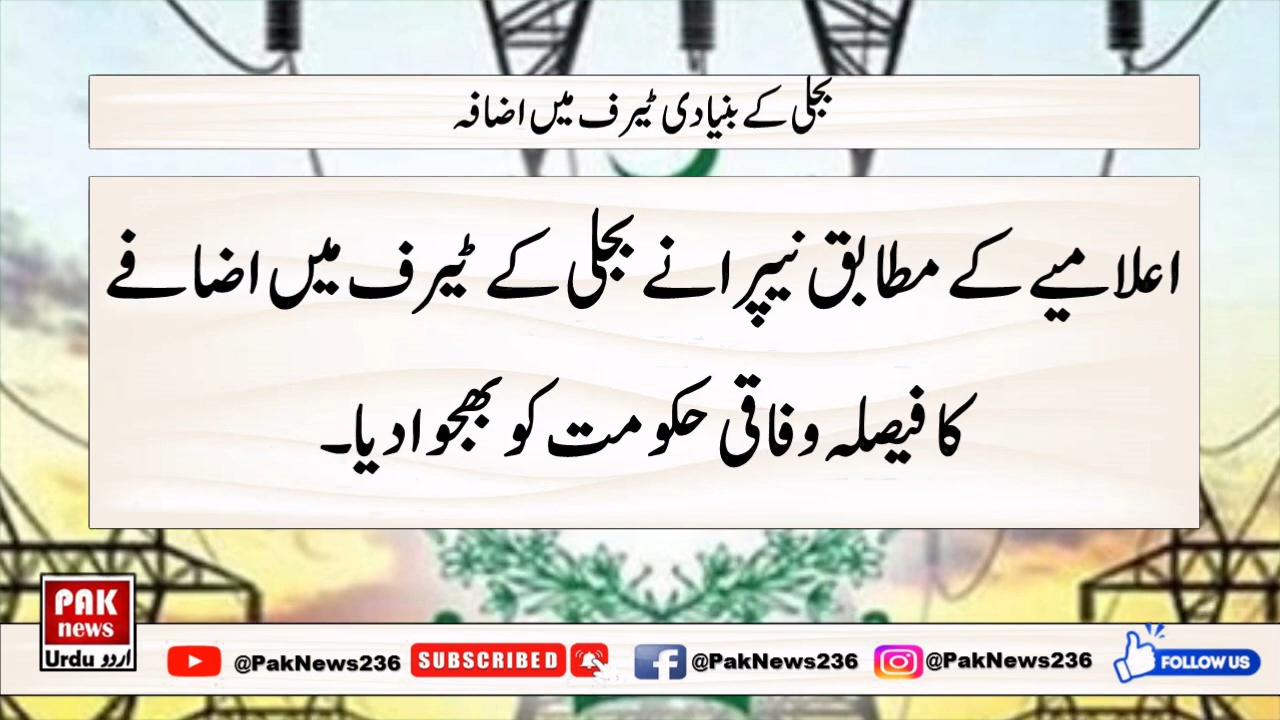 بجلی کے بنیادی ٹیرف میں اضافہ
اعلامیے کے مطابق نیپرا نے بجلی کے ٹیرف میں اضافے
کا فیصلہ وفاقی حکومت کو بھجوا دیا۔
PAK
news
Urdu اردو
@PakNews236 SUBSCRIBED @PakNews236 @PakNews236 FOLLOW US